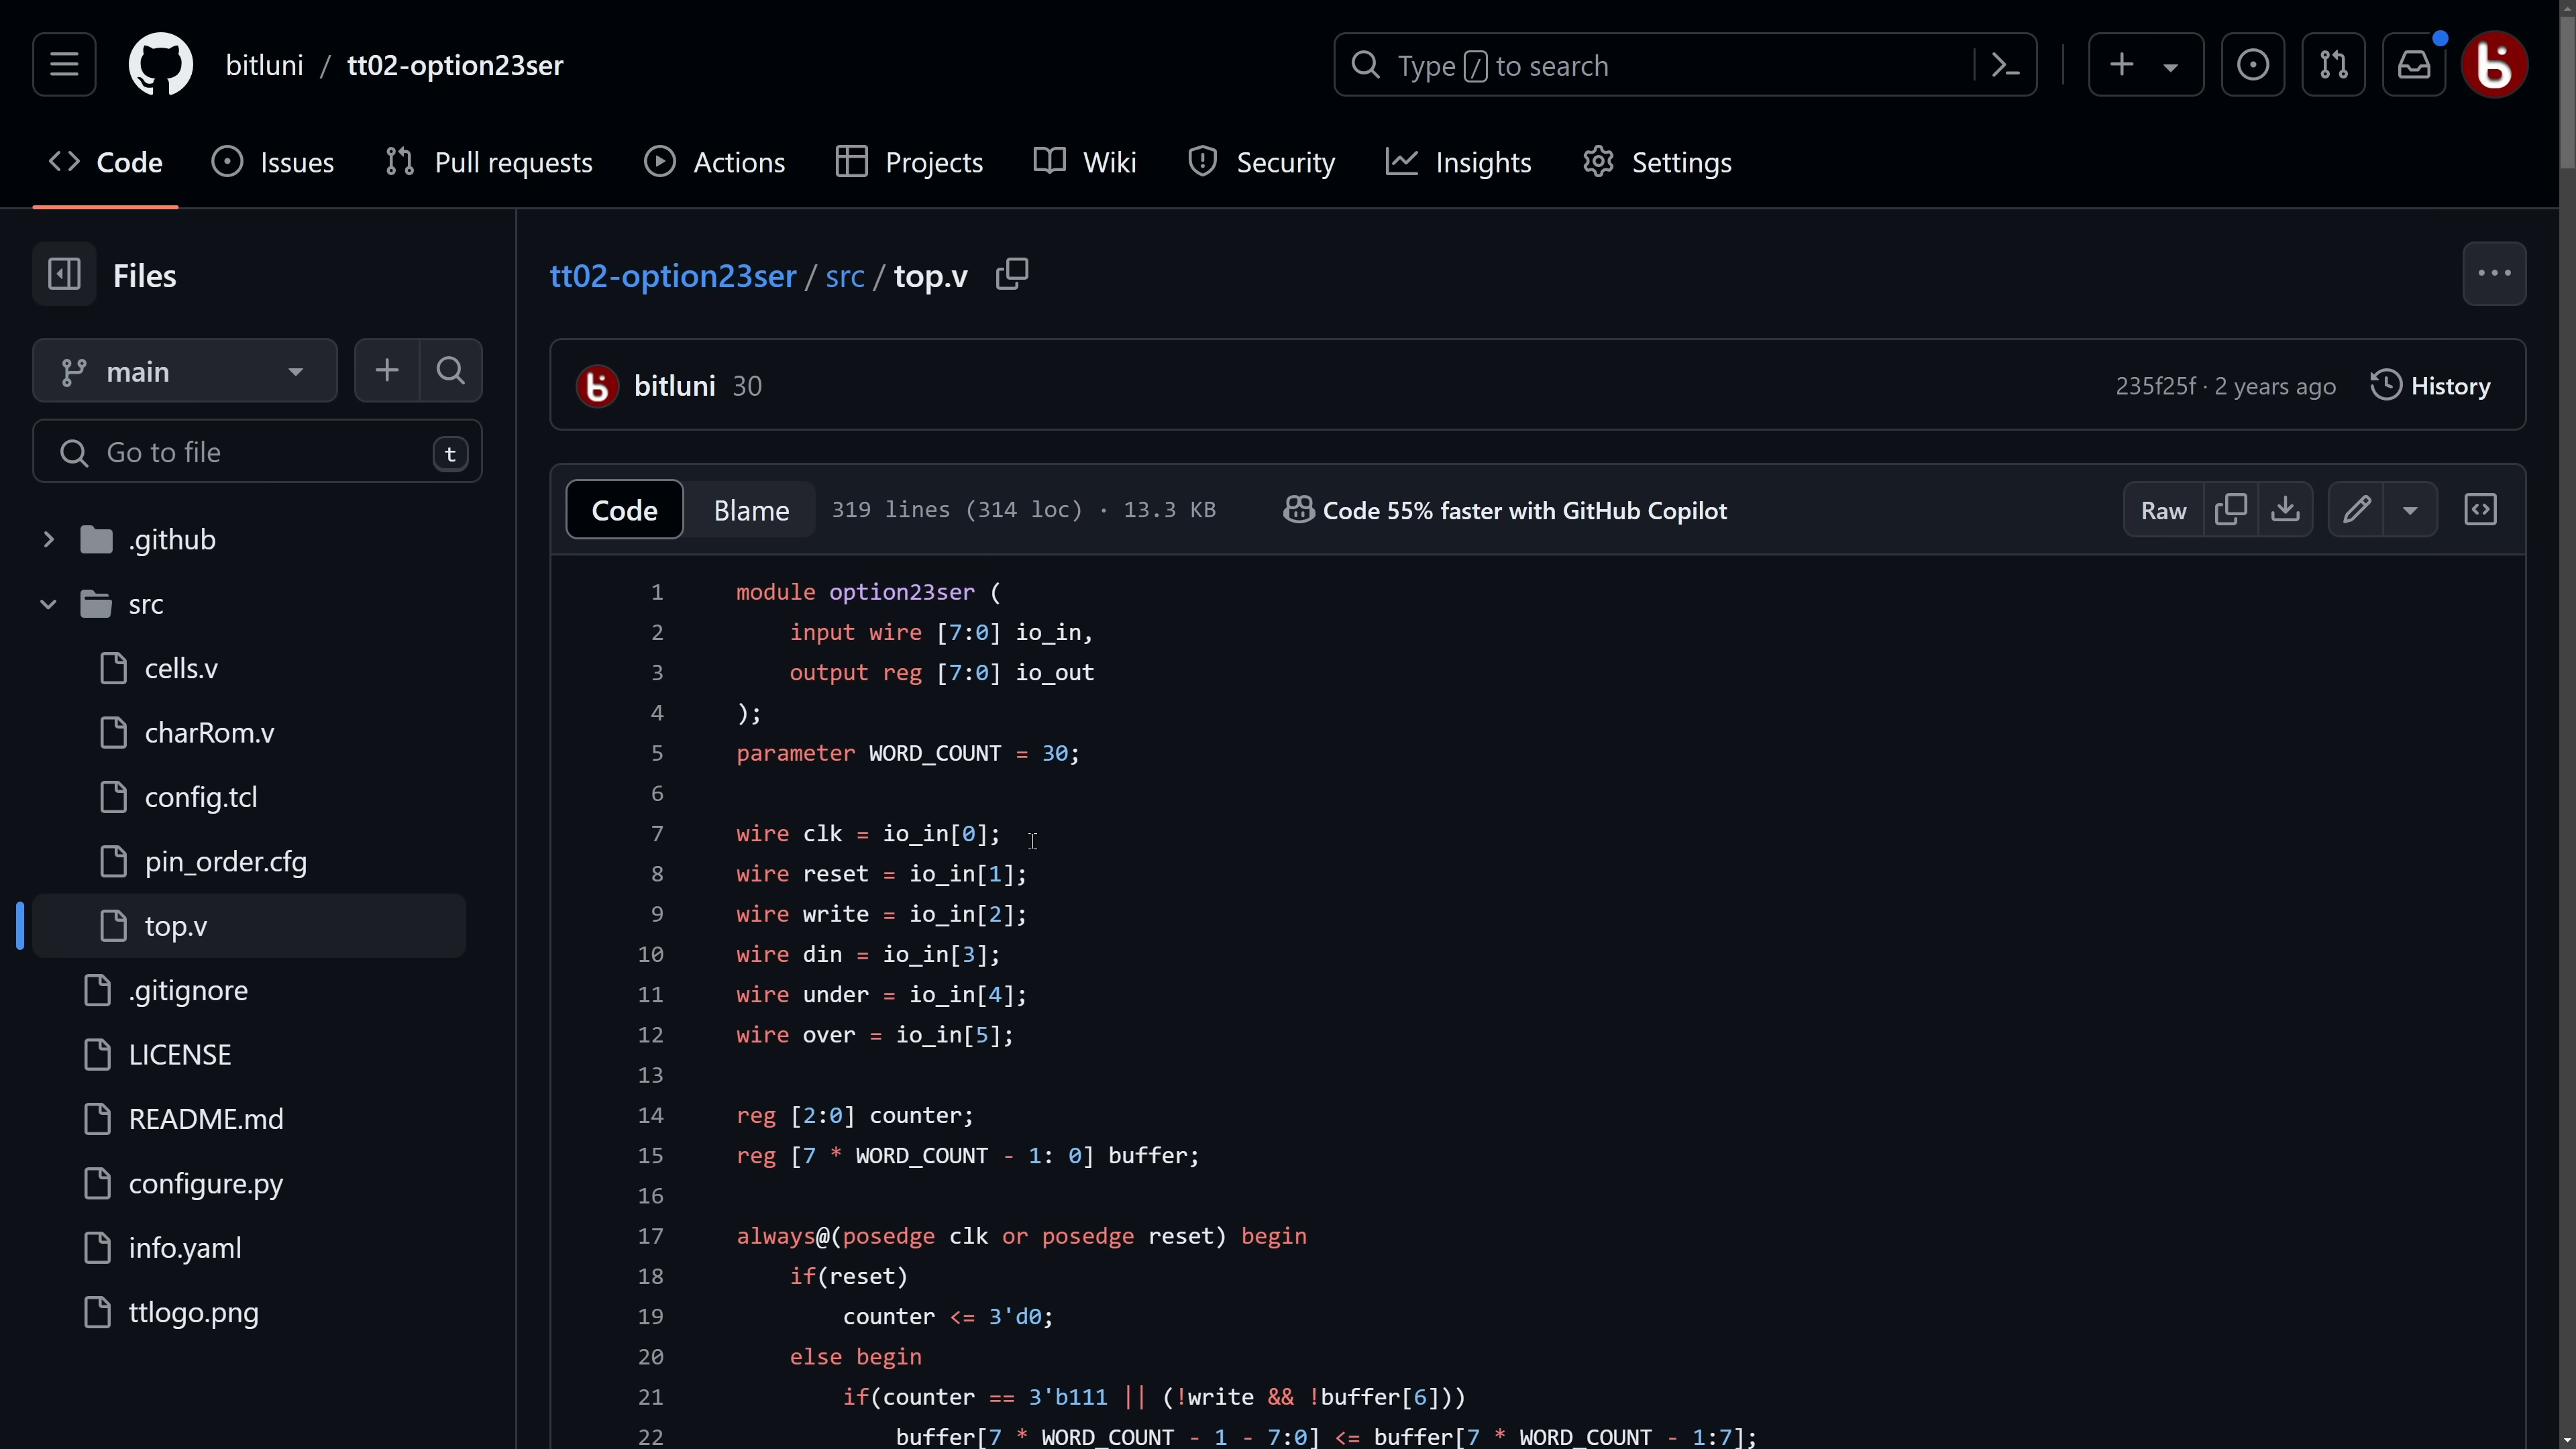 bitluni / tt02-option23ser
Type / to search
Code Issues Pull requests Actions Projects Wiki Security Insights Settings
Files
main
Go to file t
.github
src
cells.v
charRom.v
config.tcl
pin_order.cfg
top.v
.gitignore
LICENSE
README.md
configure.py
info.yaml
ttlogo.png
tt02-option23ser / src / top.v
bitluni 30
235f25f · 2 years ago History
Code Blame 319 lines (314 loc) · 13.3 KB Code 55% faster with GitHub Copilot Raw
1 module option23ser (
2 input wire [7:0] io_in,
3 output reg [7:0] io_out
4 );
5 parameter WORD_COUNT = 30;
6
7 wire clk = io_in[0];
8 wire reset = io_in[1];
9 wire write = io_in[2];
10 wire din = io_in[3];
11 wire under = io_in[4];
12 wire over = io_in[5];
13
14 reg [2:0] counter;
15 reg [7 * WORD_COUNT - 1: 0] buffer;
16
17 always@(posedge clk or posedge reset) begin
18 if(reset)
19 counter <= 3'd0;
20 else begin
21 if(counter == 3'b111 || (!write && !buffer[6]))
22 buffer[7 * WORD_COUNT - 1 - 7:0] <= buffer[7 * WORD_COUNT - 1:7];